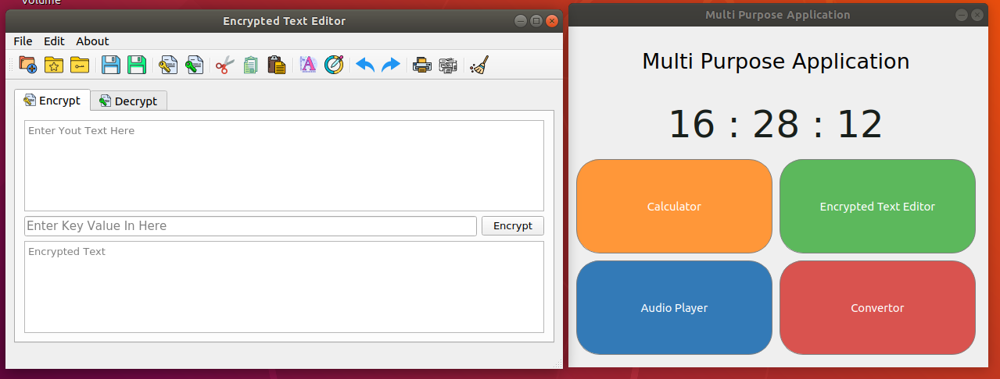 Volume
Encrypted Text Editor
File Edit About
Encrypt Decrypt
Enter Yout Text Here
Enter Key Value In Here Encrypt
Encrypted Text
Multi Purpose Application
Multi Purpose Application
16 : 28 : 12
Calculator Encrypted Text Editor
Audio Player Convertor